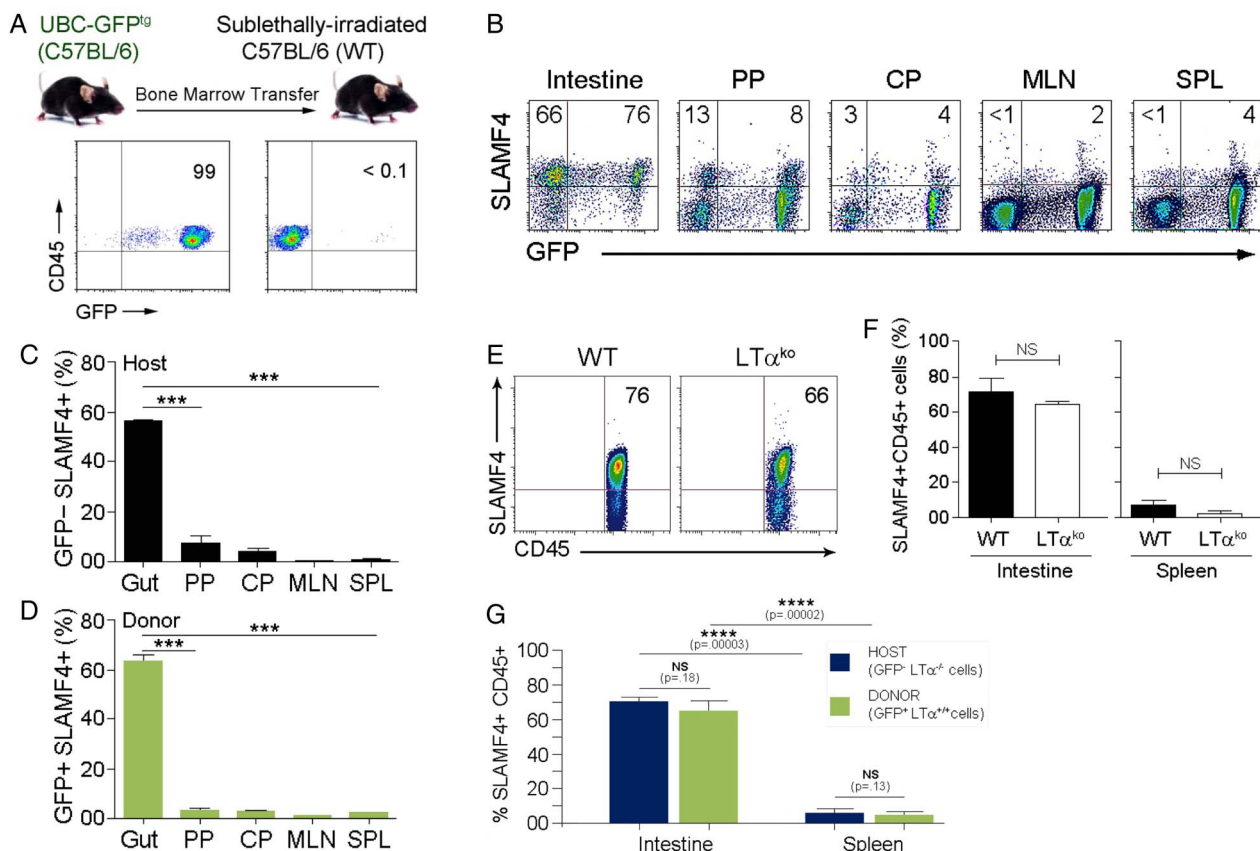 A
UBC-GFPtg
(C57BL/6)
Sublethally-irradiated
C57BL/6 (WT)
Bone Marrow Transfer
99
< 0.1
CD45
GFP
B
Intestine PP CP MLN SPL
66 76 13 8 3 4 <1 2 <1 4
SLAMF4
GFP
C
Host
GFP− SLAMF4+ (%)
80
60
40
20
00
***
***
Gut PP CP MLN SPL
D
Donor
GFP+ SLAMF4+ (%)
80
60
40
20
00
***
***
Gut PP CP MLN SPL
E
WT LTαko
76 66
SLAMF4
CD45
F
SLAMF4+CD45+ cells (%)
100
80
60
40
20
00
NS
NS
WT LTαko WT LTαko
Intestine Spleen
G
% SLAMF4+ CD45+
100
80
60
40
20
00
****
(p=.00002)
****
(p=.00003)
NS
(p=.18)
NS
(p=.13)
HOST
(GFP- LTα-/- cells)
DONOR
(GFP+ LTα+/+cells)
Intestine Spleen